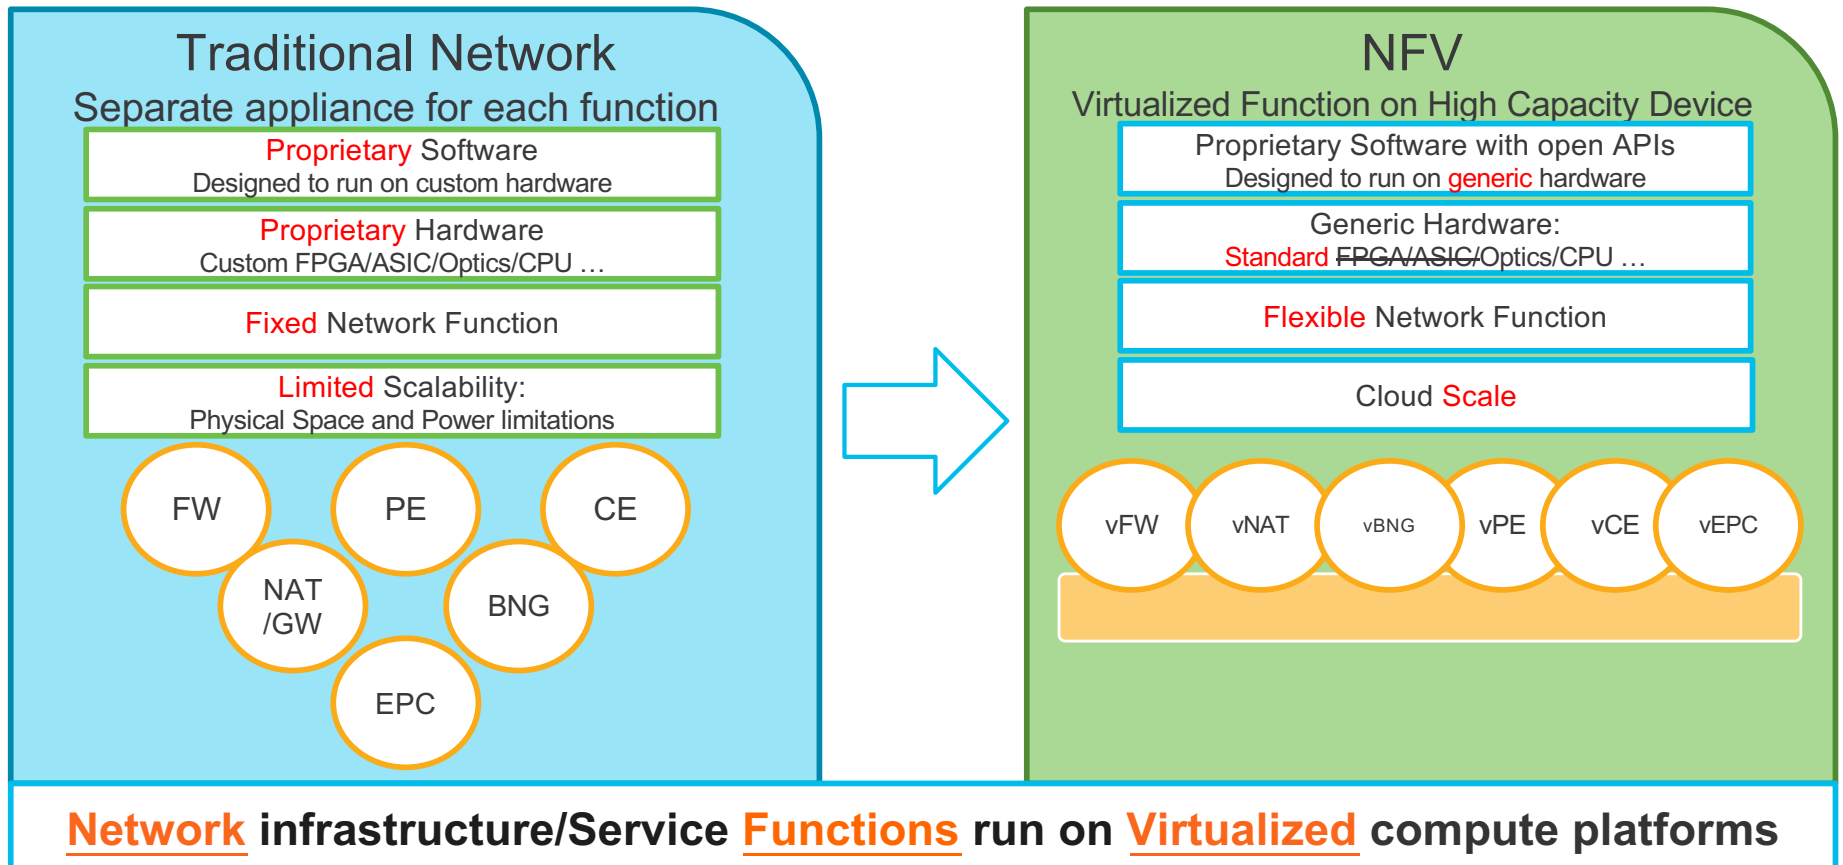 Traditional Network
Separate appliance for each function
Proprietary Software
Designed to run on custom hardware
Proprietary Hardware
Custom FPGA/ASIC/Optics/CPU …
Fixed Network Function
Limited Scalability:
Physical Space and Power limitations
FW
PE
CE
NAT
/GW
BNG
EPC
NFV
Virtualized Function on High Capacity Device
Proprietary Software with open APIs
Designed to run on generic hardware
Generic Hardware:
Standard FPGA/ASIC/Optics/CPU …
Flexible Network Function
Cloud Scale
vFW
vNAT
vBNG
vPE
vCE
vEPC
Network infrastructure/Service Functions run on Virtualized compute platforms